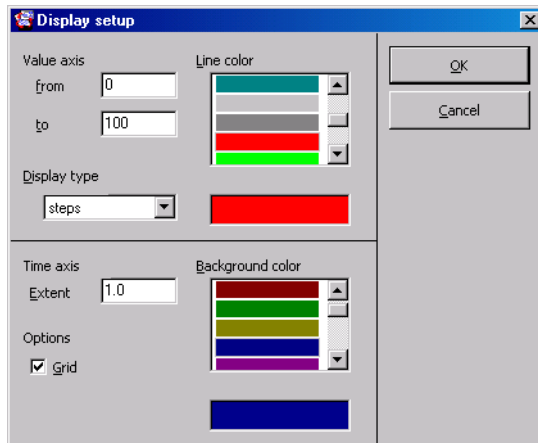 Display setup
Value axis
from 0
to 100
Line color
Display type
steps
OK
Cancel
Time axis
Extent 1.0
Background color
Options
Grid